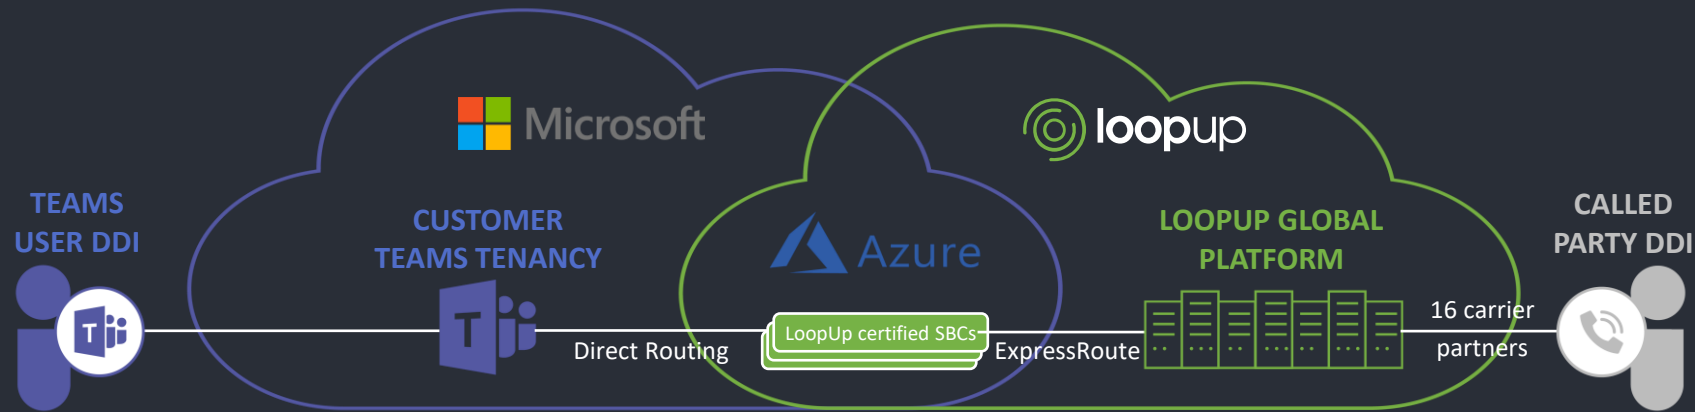 Microsoft
loopup
TEAMS
USER DDI
CUSTOMER
TEAMS TENANCY
Azure
LOOPUP GLOBAL
PLATFORM
CALLED
PARTY DDI
T
T
Direct Routing
LoopUp certified SBCs
ExpressRoute
16 carrier
partners